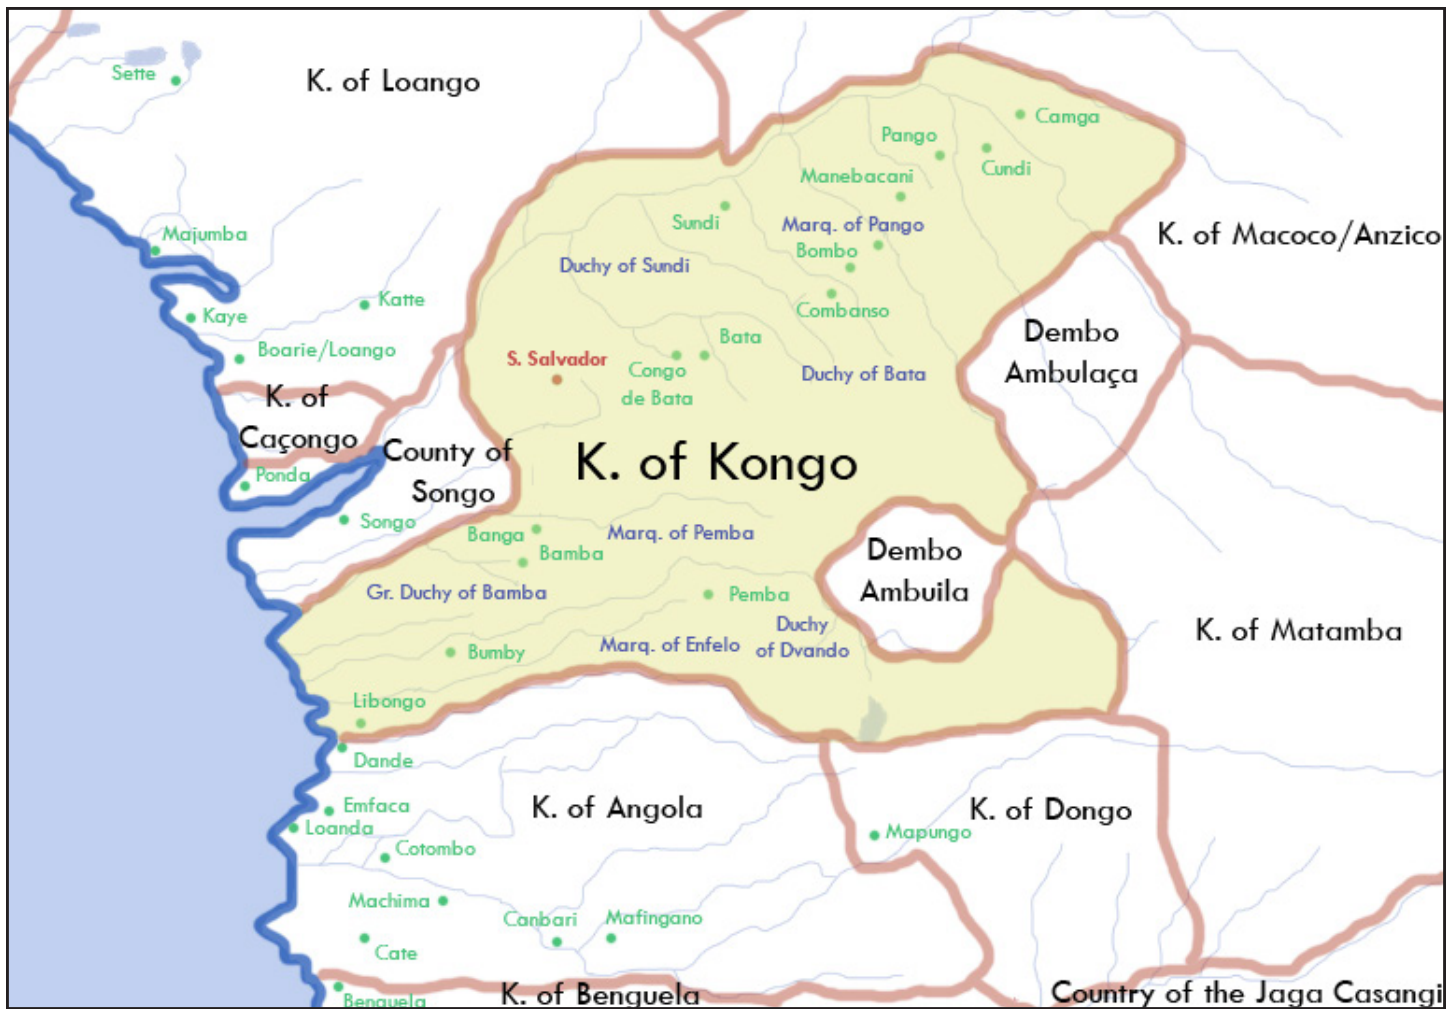 Sette
K. of Loango
Camga
Pango
Cundi
Manebacani
Sundi
Marq. of Pango
Majumba
K. of Macoco/Anzico
Bombo
Duchy of Sundi
Katte
Kaye
Combanso
Bata
Dembo
Ambulaça
Boarie/Loango
S. Salvador
Congo
de Bata
Duchy of Bata
K. of
Caçongo
County of
Songo
K. of Kongo
Ponda
Songo
Banga
Marq. of Pemba
Bamba
Dembo
Ambuila
Gr. Duchy of Bamba
Pemba
Duchy
of Dvando
K. of Matamba
Marq. of Enfelo
Bumby
Libongo
Dande
Emfaca
K. of Angola
K. of Dongo
Loanda
Mapungo
Cotombo
Machima
Canbari
Mafingano
Cate
Benguela
K. of Benguela
Country of the Jaga Casangi